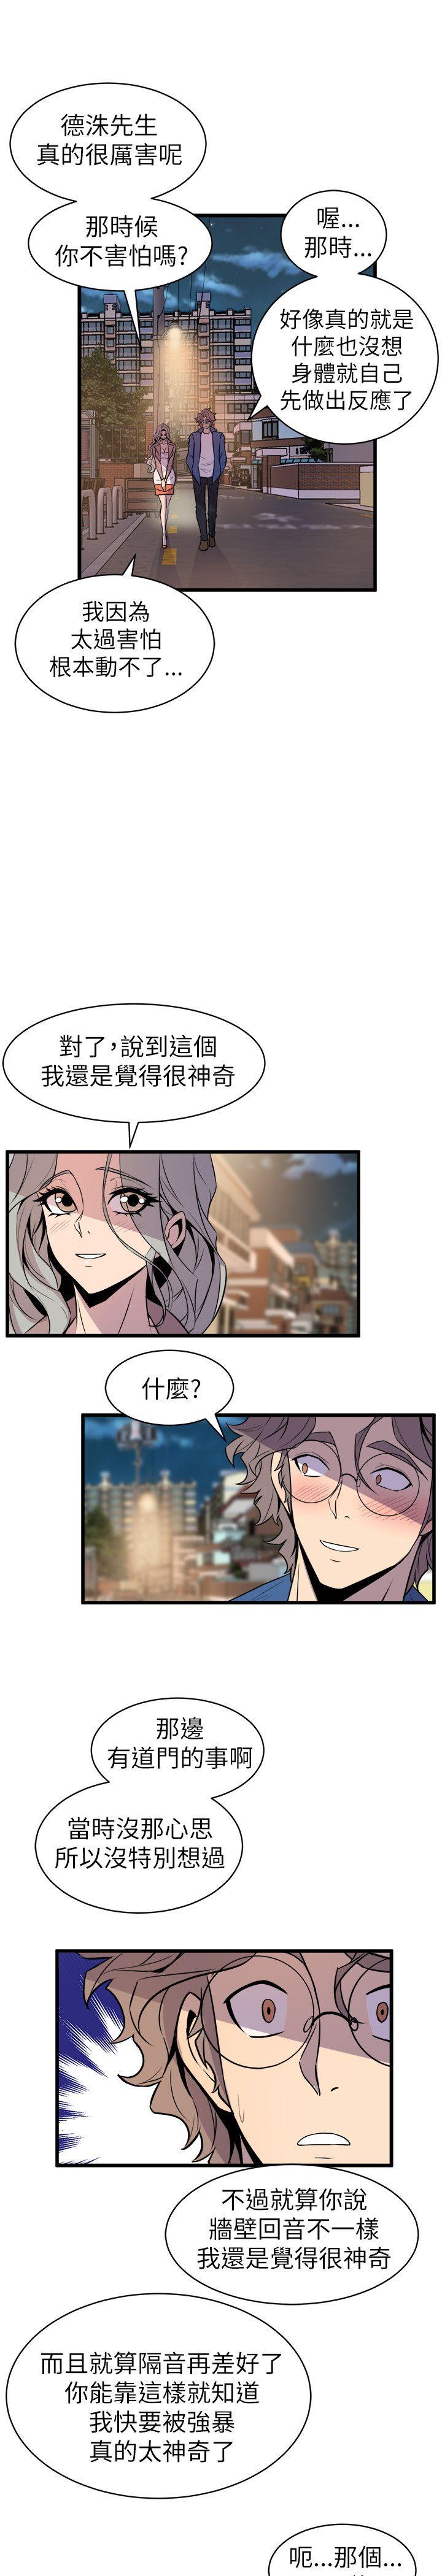 德洙先生
真的很厲害呢
那時候
你不害怕嗎?
喔...
那時...
好像真的就是
什麼也沒想
身體就自己
先做出反應了
我因為
太過害怕
根本動不了...
對了,說到這個
我還是覺得很神奇
什麼?
那邊
有道門的事啊
當時沒那心思
所以沒特別想過
不過就算你說
牆壁回音不一樣
我還是覺得很神奇
而且就算隔音再差好了
你能靠這樣就知道
我快要被強暴
真的太神奇了
呃...那個...